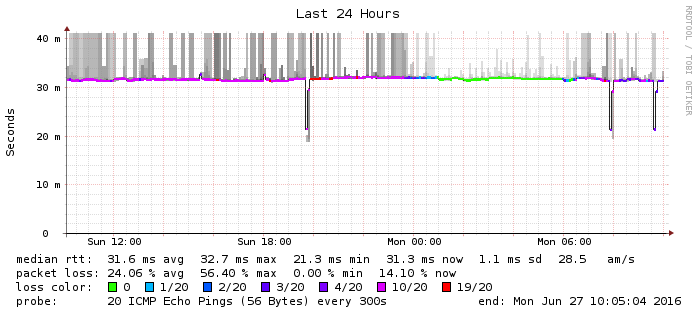 Last 24 Hours
RRDTOOL / TOBI OETIKER
Seconds
40 m
30 m
20 m
10 m
0
Sun 12:00 Sun 18:00 Mon 00:00 Mon 06:00
median rtt: 31.6 ms avg 32.7 ms max 21.3 ms min 31.3 ms now 1.1 ms sd 28.5 am/s
packet loss: 24.06 % avg 56.40 % max 0.00 % min 14.10 % now
loss color: 0 1/20 2/20 3/20 4/20 10/20 19/20
probe: 20 ICMP Echo Pings (56 Bytes) every 300s end: Mon Jun 27 10:05:04 2016